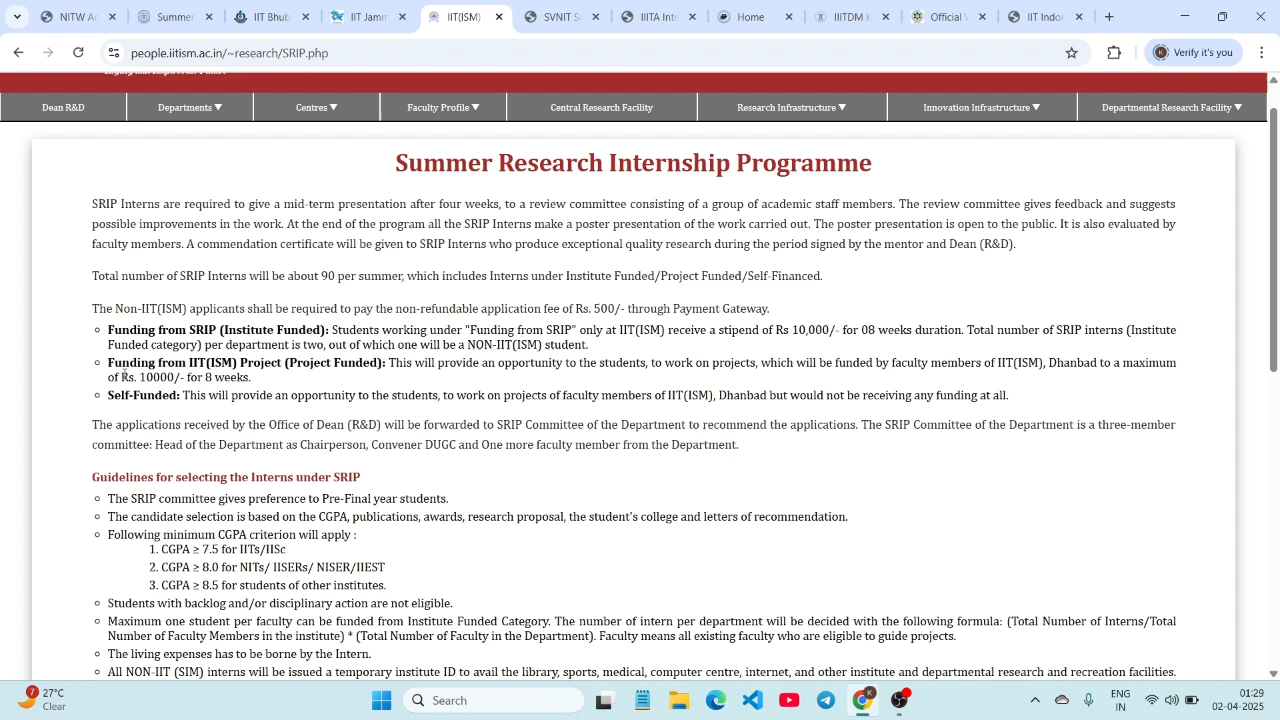 NITW Ac
Summer
IIT Bhub
IIT Jamm
IIT(ISM)
SVNIT S
IIITA Int
Home
IIITDM K
Official W
IIT Indor
people.iitism.ac.in/~research/SRIP.php
Verify it's you
Dean R&D
Departments ▼
Centres ▼
Faculty Profile ▼
Central Research Facility
Research Infrastructure ▼
Innovation Infrastructure ▼
Departmental Research Facility ▼
Summer Research Internship Programme
SRIP Interns are required to give a mid-term presentation after four weeks, to a review committee consisting of a group of academic staff members. The review committee gives feedback and suggests
possible improvements in the work. At the end of the program all the SRIP Interns make a poster presentation of the work carried out. The poster presentation is open to the public. It is also evaluated by
faculty members. A commendation certificate will be given to SRIP Interns who produce exceptional quality research during the period signed by the mentor and Dean (R&D).
Total number of SRIP Interns will be about 90 per summer, which includes Interns under Institute Funded/Project Funded/Self-Financed.
The Non-IIT(ISM) applicants shall be required to pay the non-refundable application fee of Rs. 500/- through Payment Gateway.
Funding from SRIP (Institute Funded): Students working under "Funding from SRIP" only at IIT(ISM) receive a stipend of Rs 10,000/- for 08 weeks duration. Total number of SRIP interns (Institute
Funded category) per department is two, out of which one will be a NON-IIT(ISM) student.
Funding from IIT(ISM) Project (Project Funded): This will provide an opportunity to the students, to work on projects, which will be funded by faculty members of IIT(ISM), Dhanbad to a maximum
of Rs. 10000/- for 8 weeks.
Self-Funded: This will provide an opportunity to the students, to work on projects of faculty members of IIT(ISM), Dhanbad but would not be receiving any funding at all.
The applications received by the Office of Dean (R&D) will be forwarded to SRIP Committee of the Department to recommend the applications. The SRIP Committee of the Department is a three-member
committee: Head of the Department as Chairperson, Convener DUGC and One more faculty member from the Department.
Guidelines for selecting the Interns under SRIP
The SRIP committee gives preference to Pre-Final year students.
The candidate selection is based on the CGPA, publications, awards, research proposal, the student's college and letters of recommendation.
Following minimum CGPA criterion will apply :
1. CGPA ≥ 7.5 for IITs/IISc
2. CGPA ≥ 8.0 for NITs/ IISERs/ NISER/IIEST
3. CGPA ≥ 8.5 for students of other institutes.
Students with backlog and/or disciplinary action are not eligible.
Maximum one student per faculty can be funded from Institute Funded Category. The number of intern per department will be decided with the following formula: (Total Number of Interns/Total
Number of Faculty Members in the institute) * (Total Number of Faculty in the Department). Faculty means all existing faculty who are eligible to guide projects.
The living expenses has to be borne by the Intern.
All NON-IIT (SIM) interns will be issued a temporary institute ID to avail the library, sports, medical, computer centre, internet, and other institute and departmental research and recreation facilities.
7
27°C
Clear
Search
ENG
IN
01:29
02-04-2025